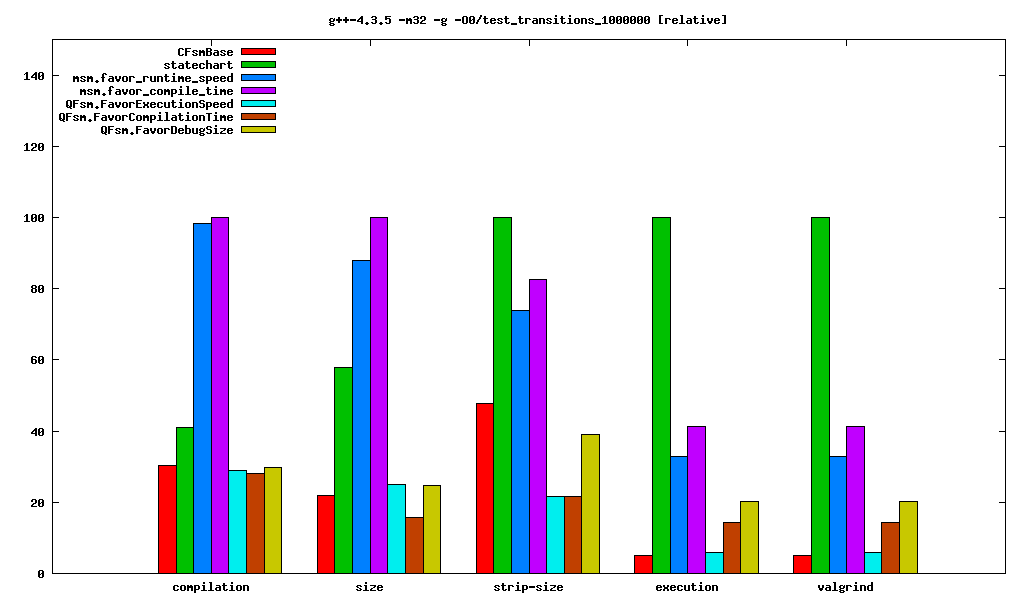 g++-4.3.5 -m32 -g -O0/test_transitions_1000000 [relative]
CFsmBase
statechart
msm.favor_runtime_speed
msm.favor_compile_time
QFsm.FavorExecutionSpeed
QFsm.FavorCompilationTime
QFsm.FavorDebugSize
140
120
100
80
60
40
20
0
compilation size strip-size execution valgrind